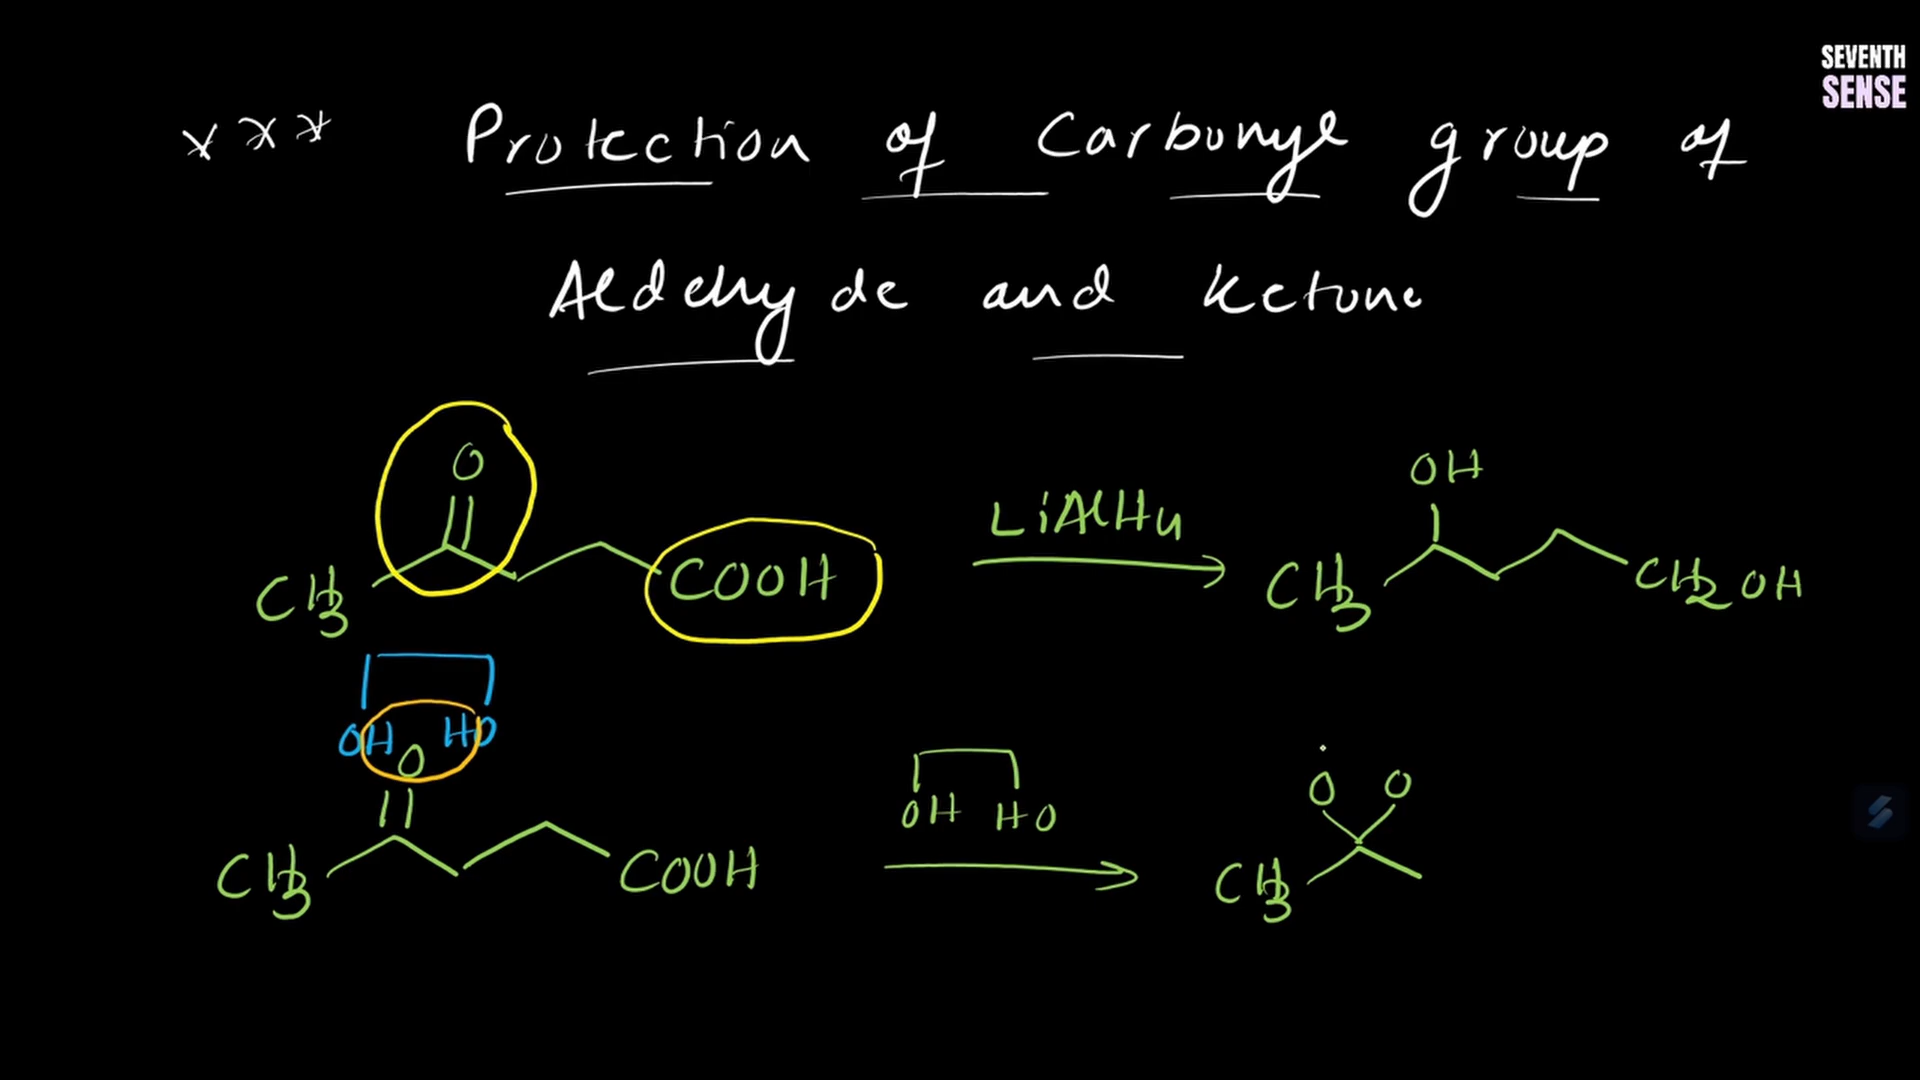 SEVENTH
SENSE
*** Protection of Carbonyl group of
Aldehyde and Ketone
O
CH3 COOH
LiAlH4
OH
CH3 CH2OH
OH HO
O
CH3 COOH
OH HO
O O
CH3